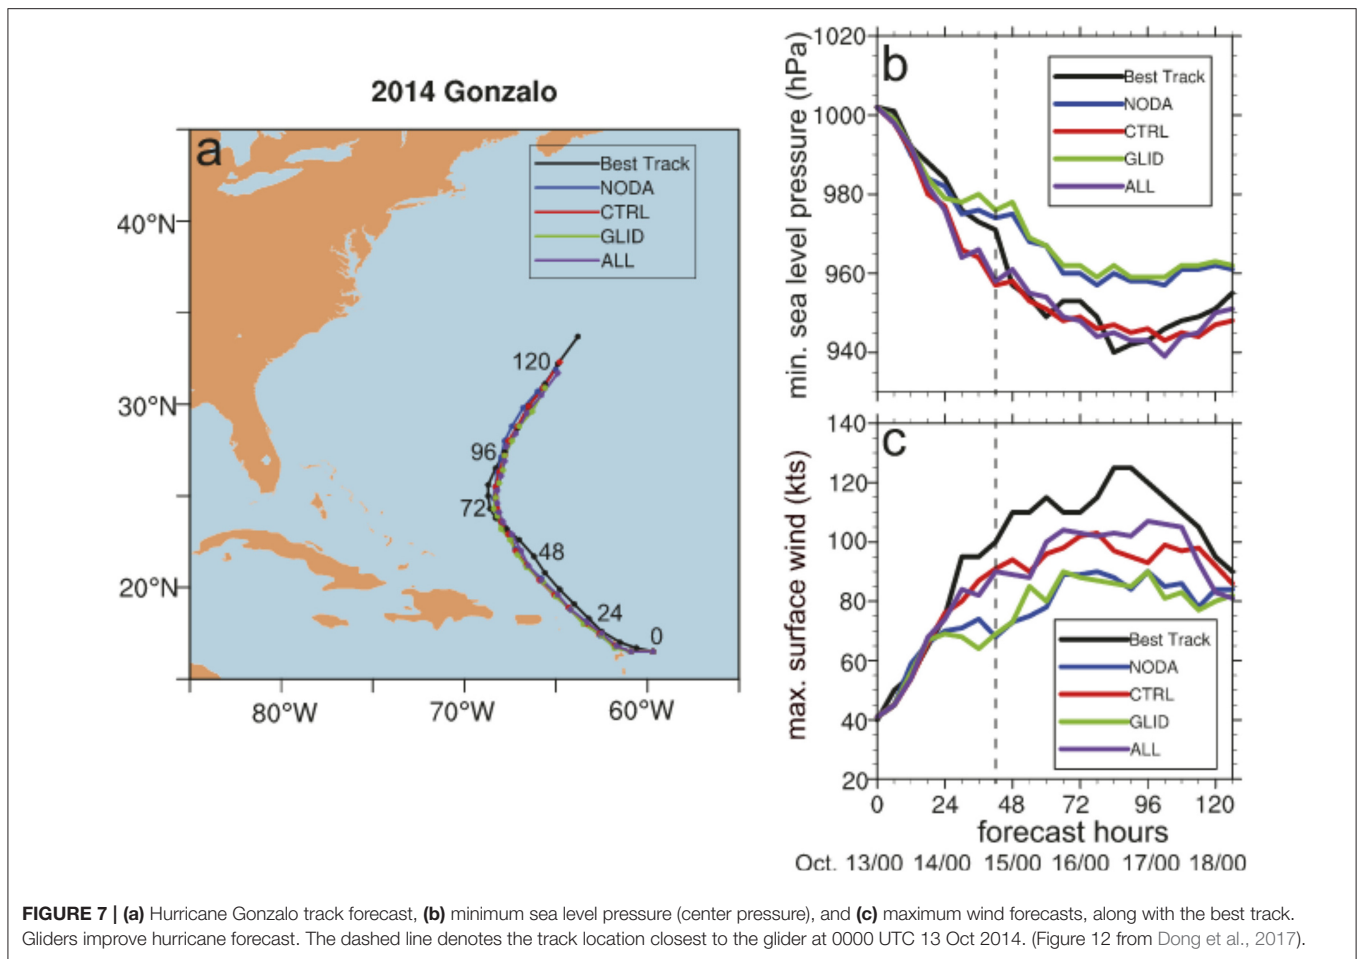 2014 Gonzalo
a
Best Track
NODA
CTRL
GLID
ALL
40°N
30°N
20°N
80°W
70°W
60°W
120
96
72
48
24
0
b
min. sea level pressure (hPa)
1020
1000
980
960
940
Best Track
NODA
CTRL
GLID
ALL
c
max. surface wind (kts)
140
120
100
80
60
40
20
Best Track
NODA
CTRL
GLID
ALL
0 24 48 72 96 120
forecast hours
Oct. 13/00 14/00 15/00 16/00 17/00 18/00
FIGURE 7 | (a) Hurricane Gonzalo track forecast, (b) minimum sea level pressure (center pressure), and (c) maximum wind forecasts, along with the best track.
Gliders improve hurricane forecast. The dashed line denotes the track location closest to the glider at 0000 UTC 13 Oct 2014. (Figure 12 from Dong et al., 2017).